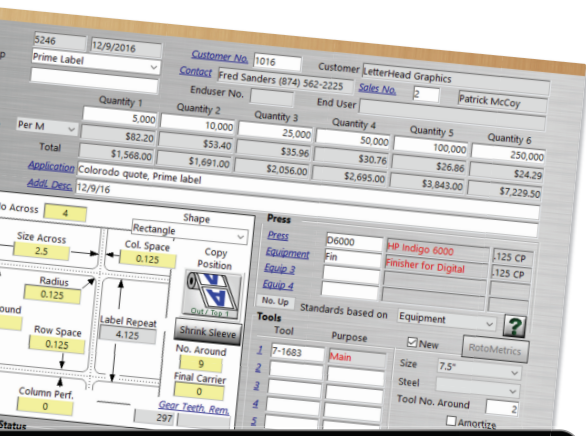 5246 12/9/2016 Customer No. 1016 Customer LetterHead Graphics
Prime Label Contact Fred Sanders (874) 562-2225 Sales No. 2 Patrick McCoy
Enduser No. End User
Quantity 1 Quantity 2 Quantity 3 Quantity 4 Quantity 5 Quantity 6
5,000 10,000 25,000 50,000 100,000 250,000
Per M $82.20 $53.40 $35.96 $30.76 $26.86 $24.29
Total $1,568.00 $1,691.00 $2,056.00 $2,695.00 $3,843.00 $7,229.50
Application Colorodo quote, Prime label
Addl. Desc. 12/9/16
No Across 4
Shape
Rectangle
Size Across
2.5
Col. Space
0.125
Copy
Position
Radius
0.125
Out/ Top 1
Row Space
0.125
Label Repeat
4.125
Shrink Sleeve
No. Around
9
Final Carrier
0
Column Perf.
0
Gear Teeth, Rem.
297
Status
Press
Press D6000 HP Indigo 6000 .125 CP
Equipment Fin Finisher for Digital .125 CP
Equip 3
Equip 4
No. Up Standards based on Equipment ?
Tools
Tool Purpose New RotoMetrics
1 7-1683 Main Size 7.5"
2 Steel
3 Tool No. Around 2
4 Amortize
5